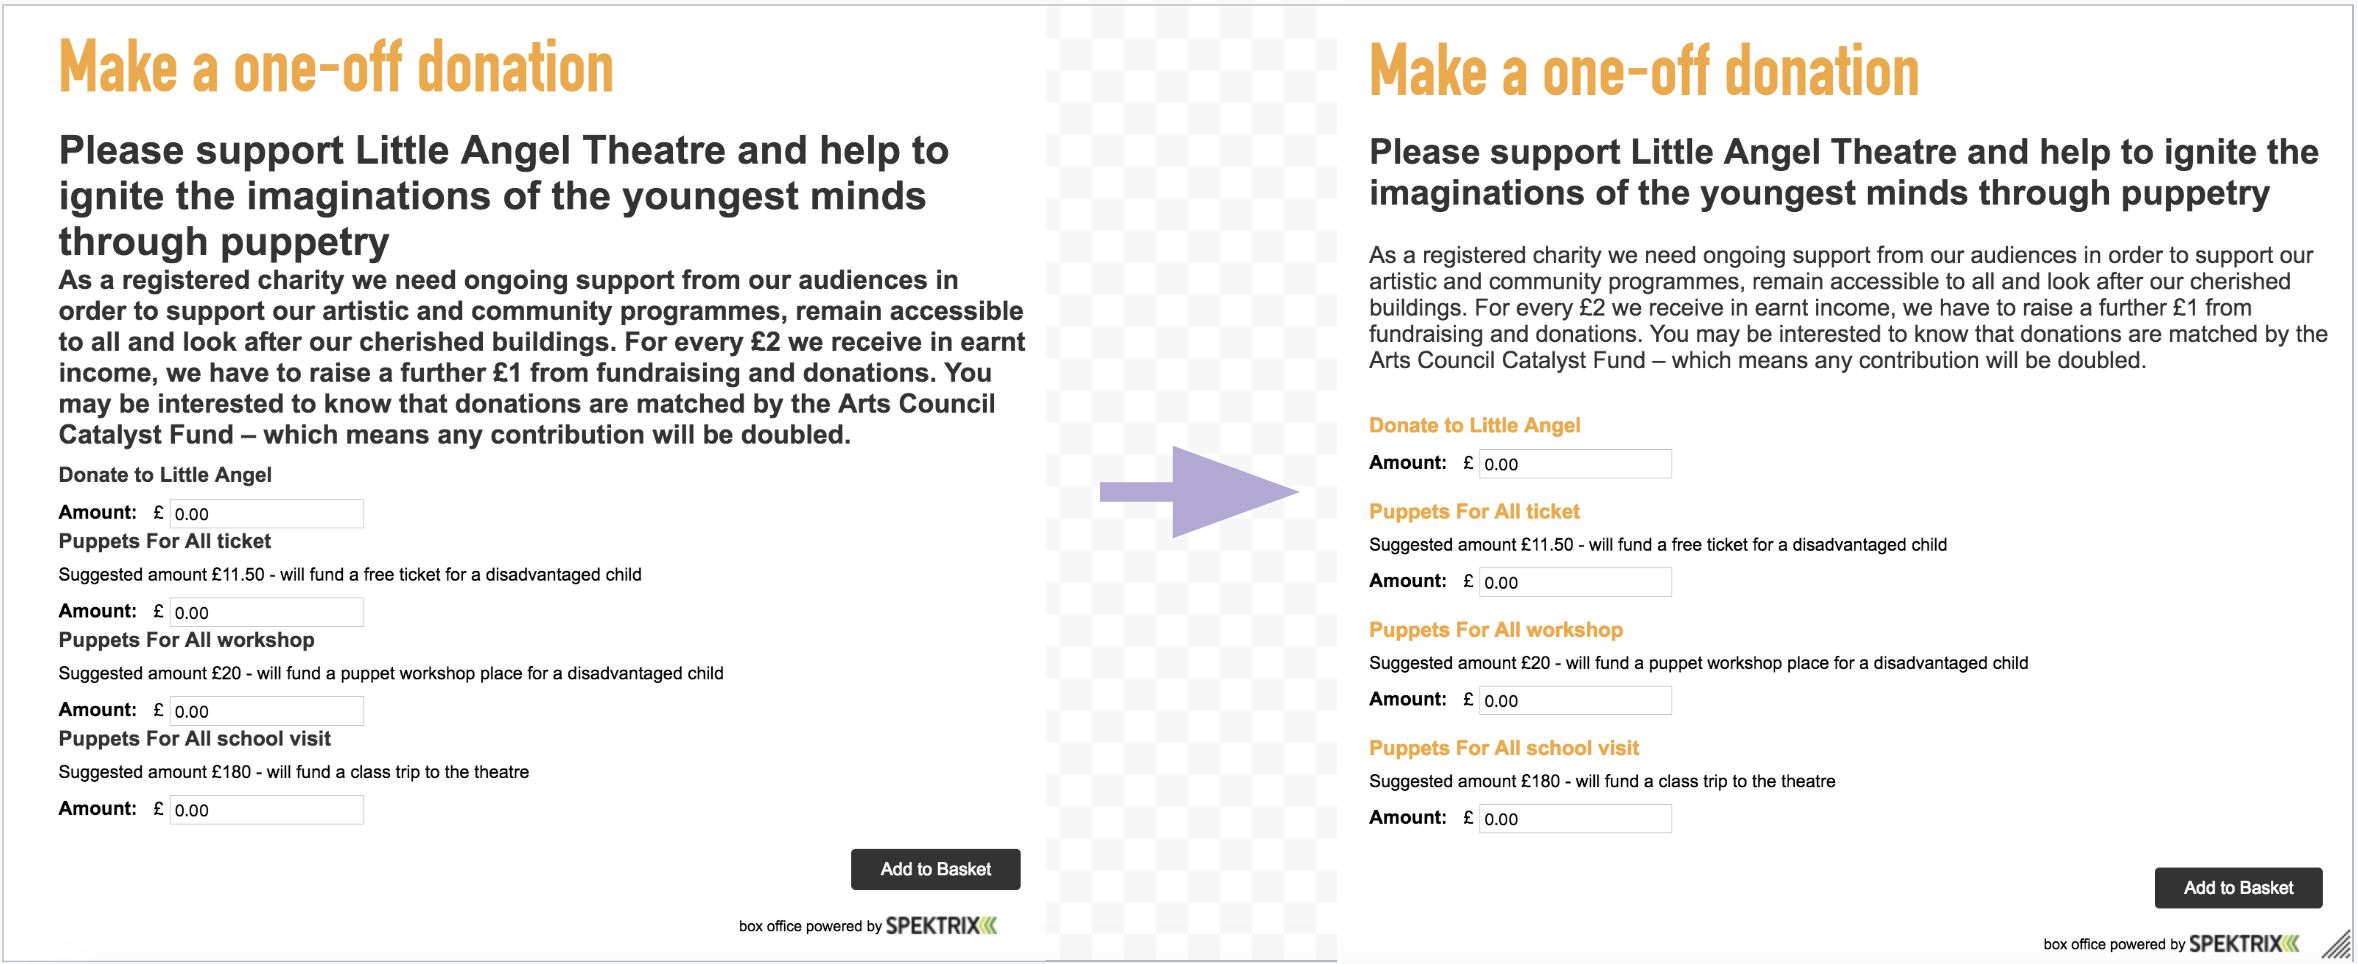 Make a one-off donation
Please support Little Angel Theatre and help to
ignite the imaginations of the youngest minds
through puppetry
As a registered charity we need ongoing support from our audiences in
order to support our artistic and community programmes, remain accessible
to all and look after our cherished buildings. For every £2 we receive in earnt
income, we have to raise a further £1 from fundraising and donations. You
may be interested to know that donations are matched by the Arts Council
Catalyst Fund – which means any contribution will be doubled.
Donate to Little Angel
Amount: £ 0.00
Puppets For All ticket
Suggested amount £11.50 - will fund a free ticket for a disadvantaged child
Amount: £ 0.00
Puppets For All workshop
Suggested amount £20 - will fund a puppet workshop place for a disadvantaged child
Amount: £ 0.00
Puppets For All school visit
Suggested amount £180 - will fund a class trip to the theatre
Amount: £ 0.00
Add to Basket
box office powered by SPEKTRIX
Make a one-off donation
Please support Little Angel Theatre and help to ignite the
imaginations of the youngest minds through puppetry
As a registered charity we need ongoing support from our audiences in order to support our
artistic and community programmes, remain accessible to all and look after our cherished
buildings. For every £2 we receive in earnt income, we have to raise a further £1 from
fundraising and donations. You may be interested to know that donations are matched by the
Arts Council Catalyst Fund – which means any contribution will be doubled.
Donate to Little Angel
Amount: £ 0.00
Puppets For All ticket
Suggested amount £11.50 - will fund a free ticket for a disadvantaged child
Amount: £ 0.00
Puppets For All workshop
Suggested amount £20 - will fund a puppet workshop place for a disadvantaged child
Amount: £ 0.00
Puppets For All school visit
Suggested amount £180 - will fund a class trip to the theatre
Amount: £ 0.00
Add to Basket
box office powered by SPEKTRIX